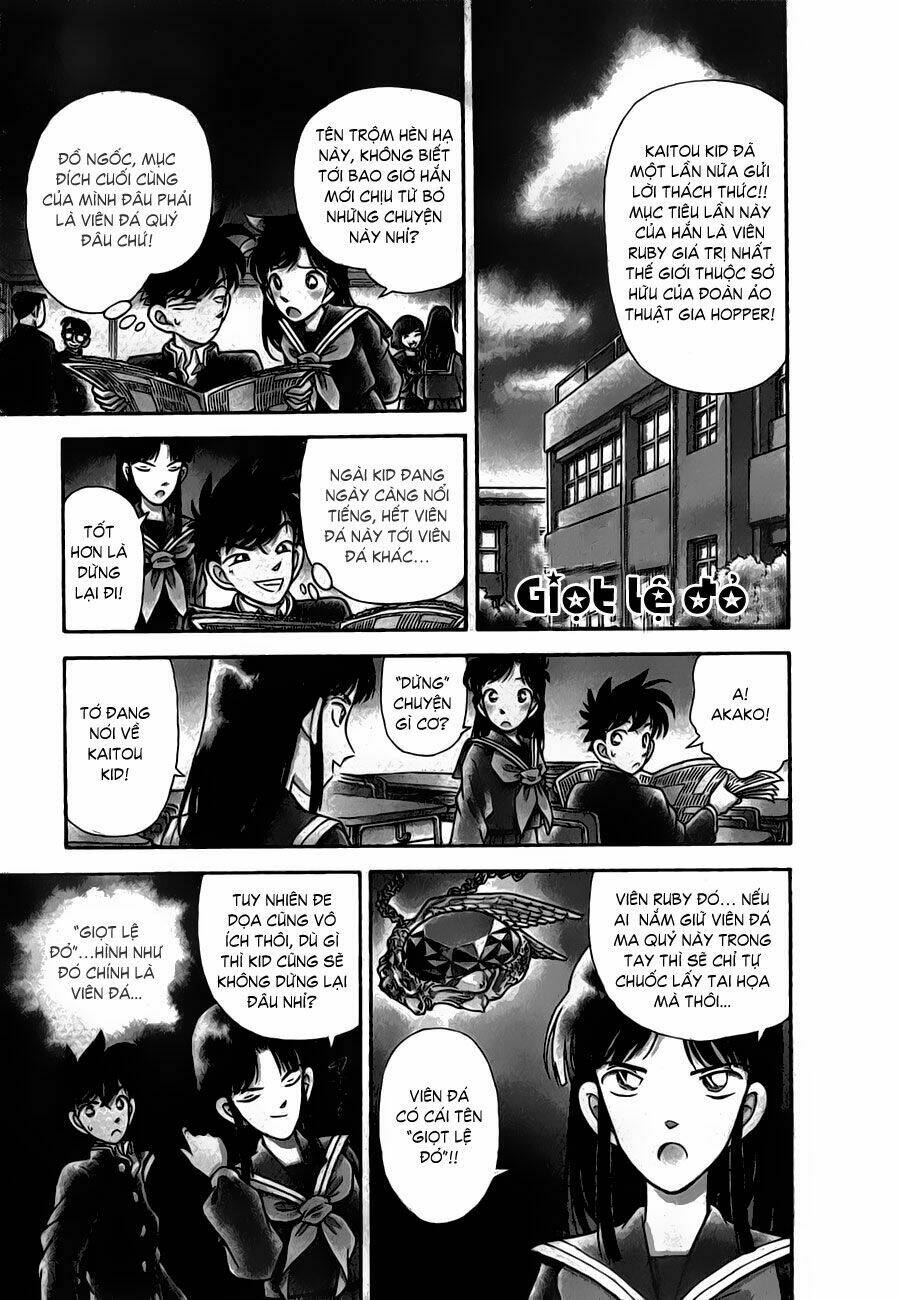 KAITOU KID ĐÃ
MỘT LẦN NỮA GỬI
LỜI THÁCH THỨC!!
MỤC TIÊU LẦN NÀY
CỦA HẮN LÀ VIÊN
RUBY GIÁ TRỊ NHẤT
THẾ GIỚI THUỘC SỞ
HỮU CỦA ĐOÀN ẢO
THUẬT GIA HOPPER!
Giọt lệ đỏ
TÊN TRỘM HÈN HẠ
NÀY, KHÔNG BIẾT
TỚI BAO GIỜ HẮN
MỚI CHỊU TỪ BỎ
NHỮNG CHUYỆN
NÀY NHỈ?
ĐỒ NGỐC, MỤC
ĐÍCH CUỐI CÙNG
CỦA MÌNH ĐÂU PHẢI
LÀ VIÊN ĐÁ QUÝ
ĐÂU CHỨ!
NGÀI KID ĐANG
NGÀY CÀNG NỔI
TIẾNG, HẾT VIÊN
ĐÁ NÀY TỚI VIÊN
ĐÁ KHÁC...
TỐT
HƠN LÀ
DỪNG
LẠI ĐI!
A!
AKAKO!
"DỪNG"
CHUYỆN
GÌ CƠ?
TỚ ĐANG
NÓI VỀ
KAITOU
KID!
VIÊN RUBY ĐÓ... NẾU
AI NẮM GIỮ VIÊN ĐÁ
MA QUỶ NÀY TRONG
TAY THÌ SẼ CHỈ TỰ
CHUỐC LẤY TAI HỌA
MÀ THÔI...
VIÊN ĐÁ
CÓ CÁI TÊN
"GIỌT LỆ
ĐỎ"!!
TUY NHIÊN ĐE
DỌA CŨNG VÔ
ÍCH THÔI, DÙ GÌ
THÌ KID CŨNG SẼ
KHÔNG DỪNG LẠI
ĐÂU NHỈ?
"GIỌT LỆ
ĐỎ"...HÌNH NHƯ
ĐÓ CHÍNH LÀ
VIÊN ĐÁ...